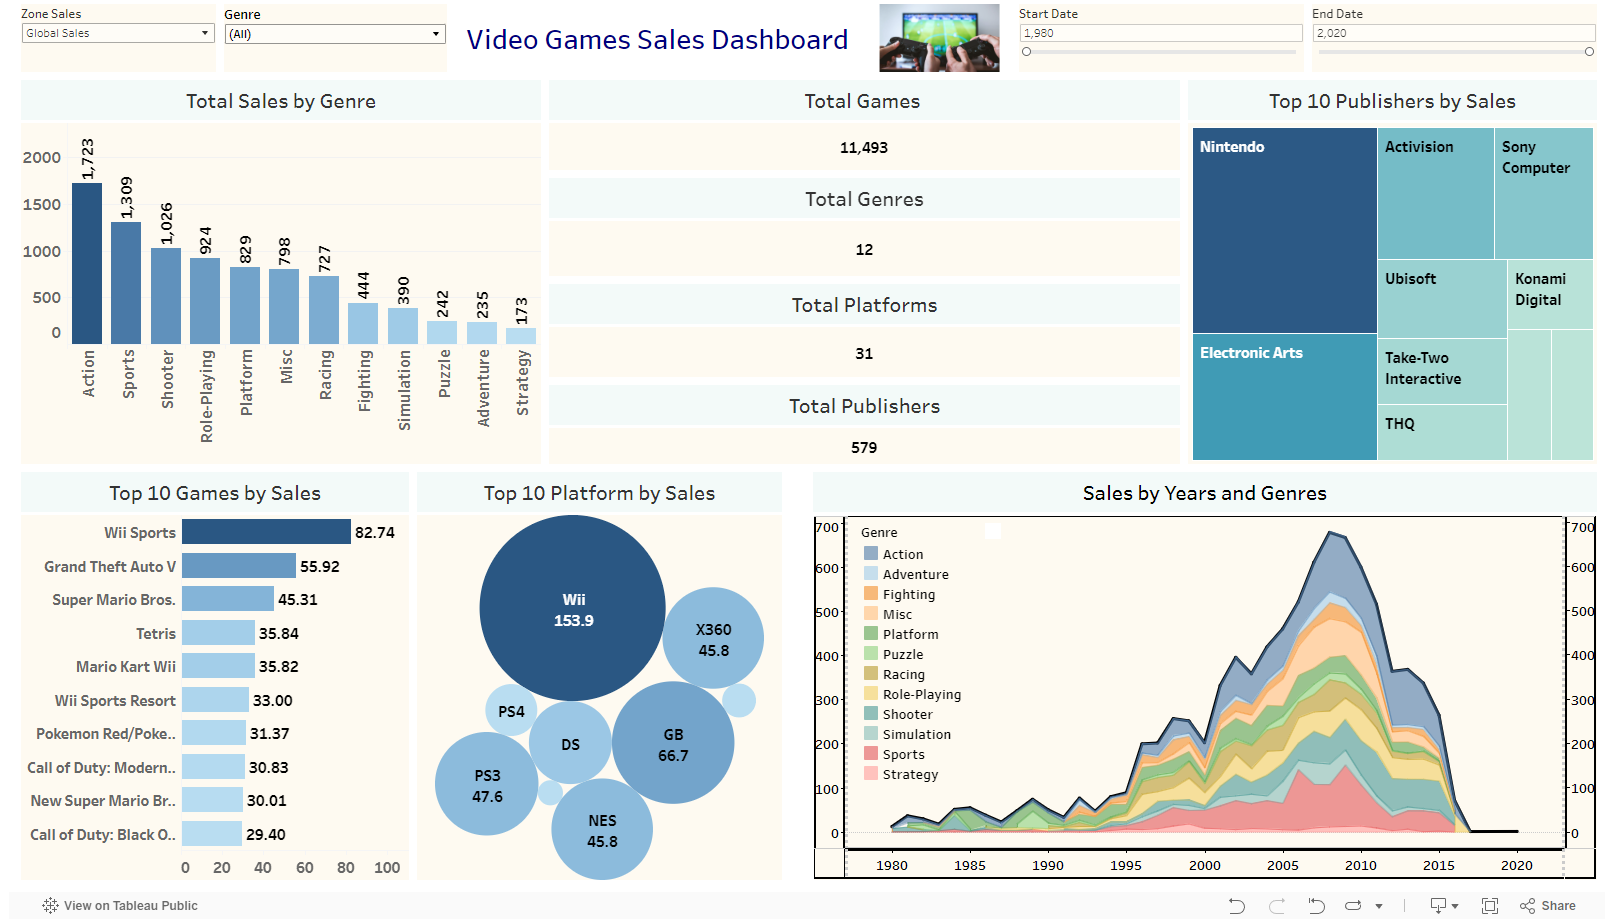 Zone Sales
Global Sales
Genre
(All)
Video Games Sales Dashboard
Start Date
1,980
End Date
2,020
Total Sales by Genre
2000
1500
1000
500
0
1,723
1,309
1,026
924
829
798
727
444
390
242
235
173
Action
Sports
Shooter
Role-Playing
Platform
Misc
Racing
Fighting
Simulation
Puzzle
Adventure
Strategy
Total Games
11,493
Total Genres
12
Total Platforms
31
Total Publishers
579
Top 10 Publishers by Sales
Nintendo
Electronic Arts
Activision
Sony
Computer
Ubisoft
Konami
Digital
Take-Two
Interactive
THQ
Top 10 Games by Sales
Wii Sports 82.74
Grand Theft Auto V 55.92
Super Mario Bros. 45.31
Tetris 35.84
Mario Kart Wii 35.82
Wii Sports Resort 33.00
Pokemon Red/Poke.. 31.37
Call of Duty: Modern.. 30.83
New Super Mario Br.. 30.01
Call of Duty: Black O.. 29.40
0 20 40 60 80 100
Top 10 Platform by Sales
Wii
153.9
X360
45.8
PS4
DS
GB
66.7
PS3
47.6
NES
45.8
Sales by Years and Genres
700
600
500
400
300
200
100
0
Genre
Action
Adventure
Fighting
Misc
Platform
Puzzle
Racing
Role-Playing
Shooter
Simulation
Sports
Strategy
700
600
500
400
300
200
100
0
1980 1985 1990 1995 2000 2005 2010 2015 2020
View on Tableau Public
Share